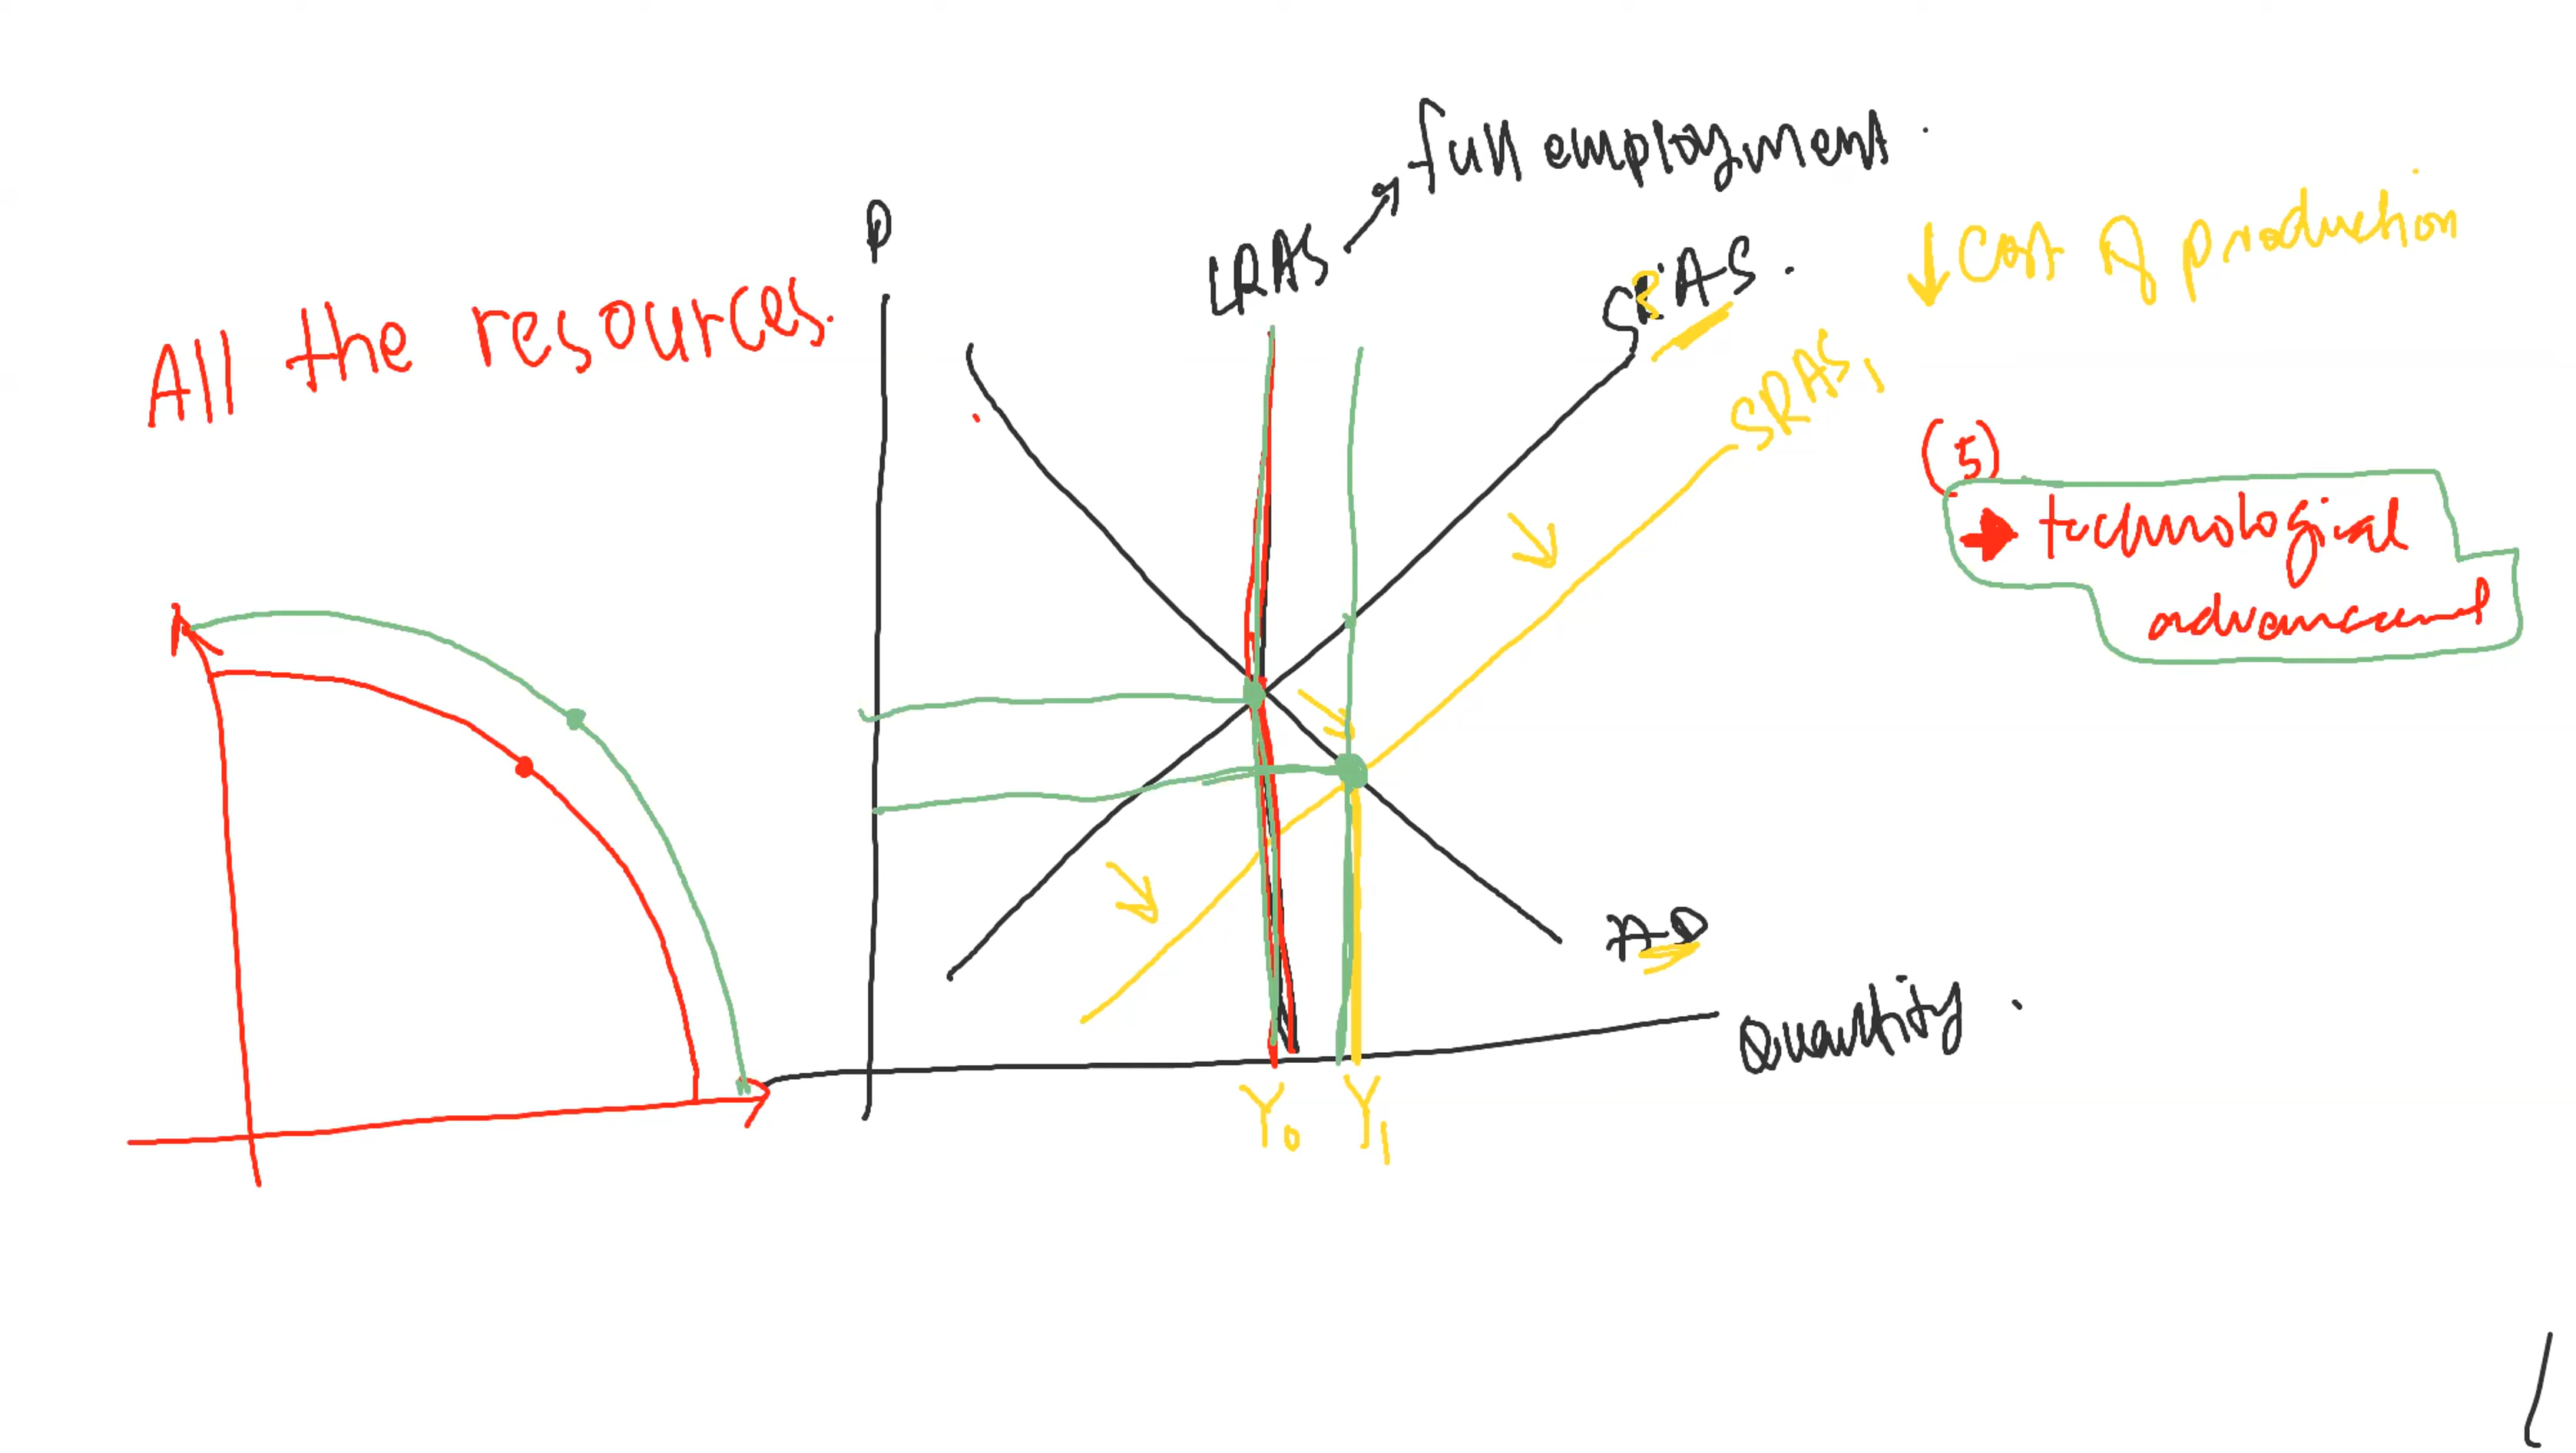 full employment.
P
LRAS
SRAS.
↓ Cost of production
All the resources.
SRAS1
(5)
→ technological
advancement
AD
Quantity.
Y0
Y1